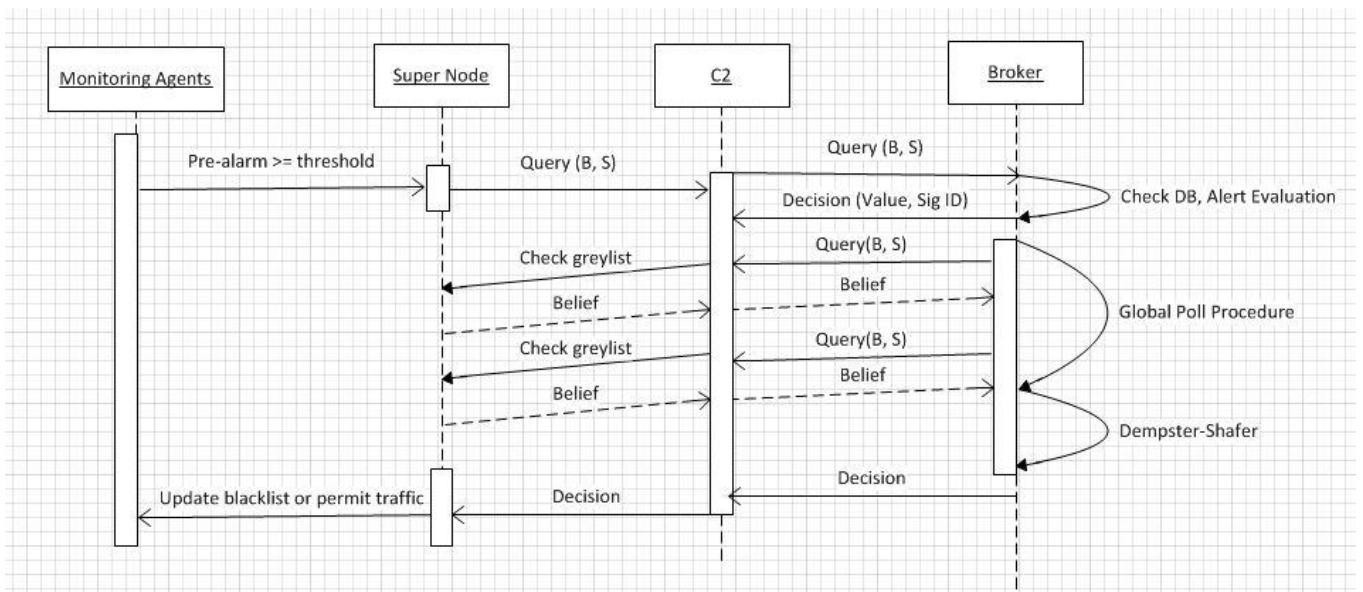 Monitoring Agents
Super Node
C2
Broker
Pre-alarm >= threshold
Query (B, S)
Query (B, S)
Check DB, Alert Evaluation
Decision (Value, Sig ID)
Query(B, S)
Check greylist
Belief
Belief
Global Poll Procedure
Query(B, S)
Check greylist
Belief
Belief
Dempster-Shafer
Decision
Update blacklist or permit traffic
Decision